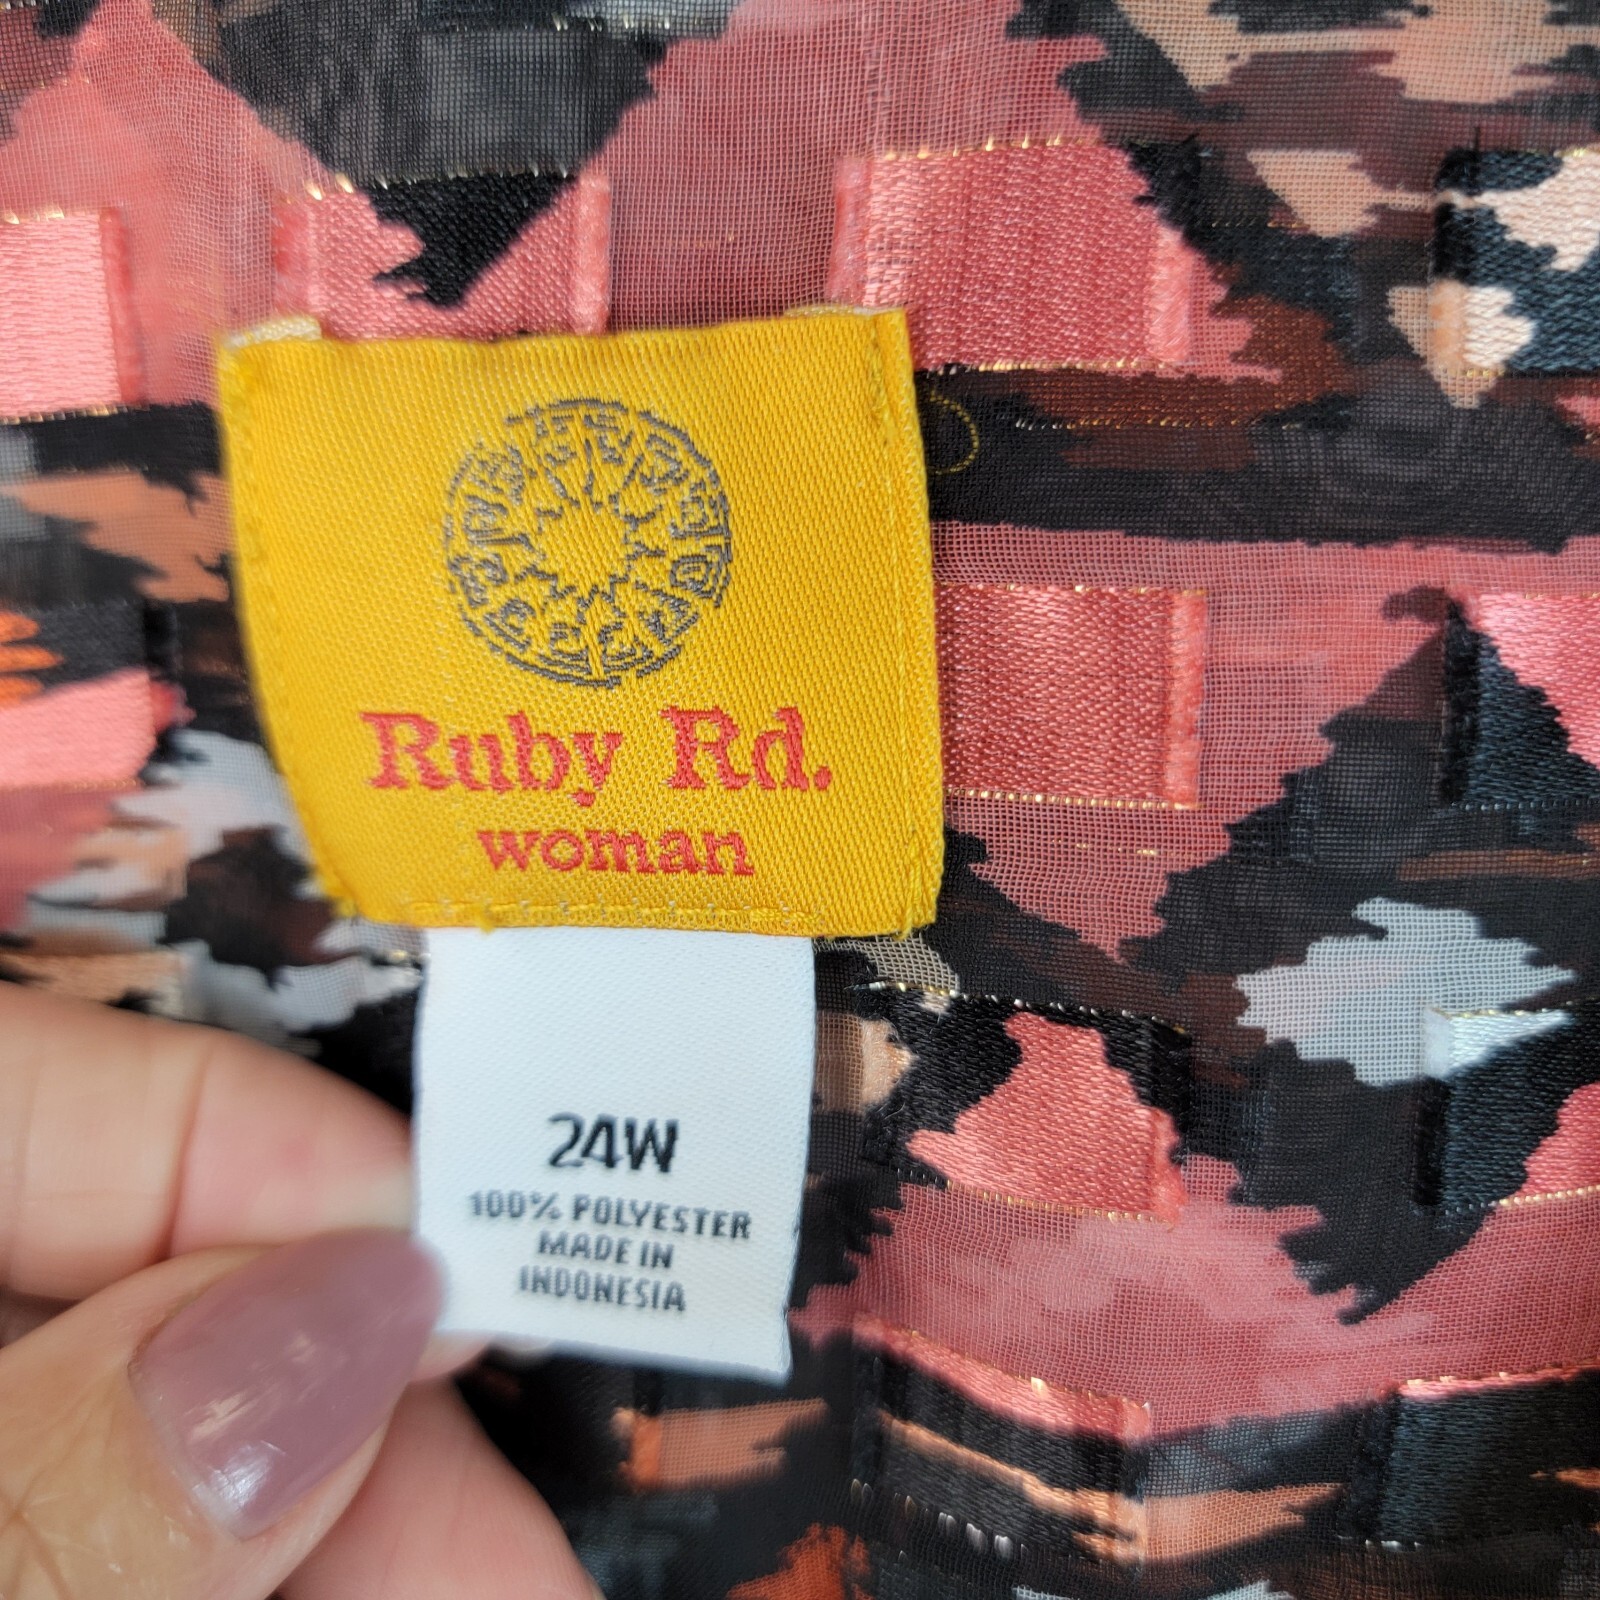 Ruby Rd.
woman
24W
100% POLYESTER
MADE IN
INDONESIA